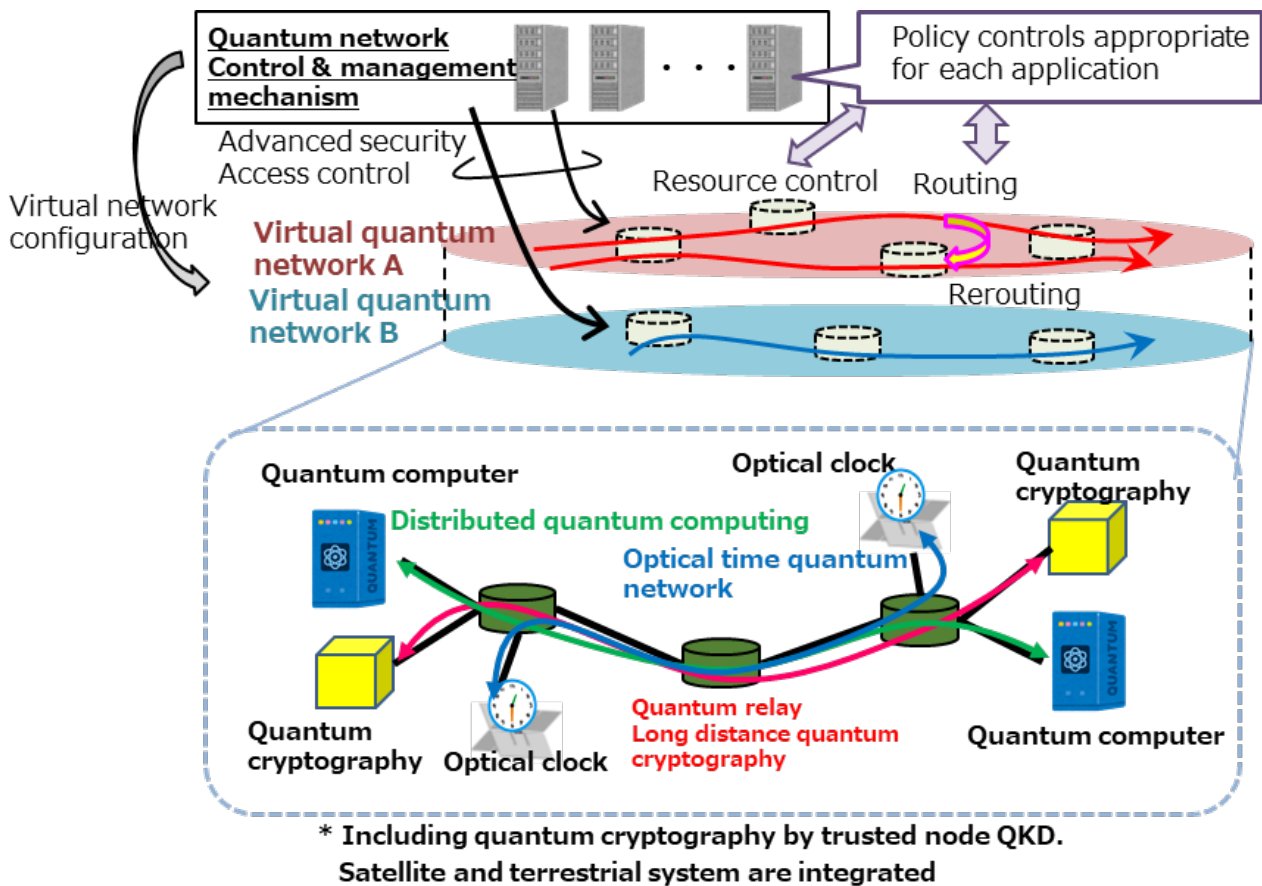 Quantum network
Control & management
mechanism
. . .
Policy controls appropriate
for each application
Advanced security
Access control
Resource control
Routing
Virtual network
configuration
Virtual quantum
network A
Rerouting
Virtual quantum
network B
Quantum computer
Optical clock
Quantum
cryptography
QUANTUM
Distributed quantum computing
Optical time quantum
network
QUANTUM
Quantum
cryptography
Optical clock
Quantum relay
Long distance quantum
cryptography
Quantum computer
* Including quantum cryptography by trusted node QKD.
Satellite and terrestrial system are integrated